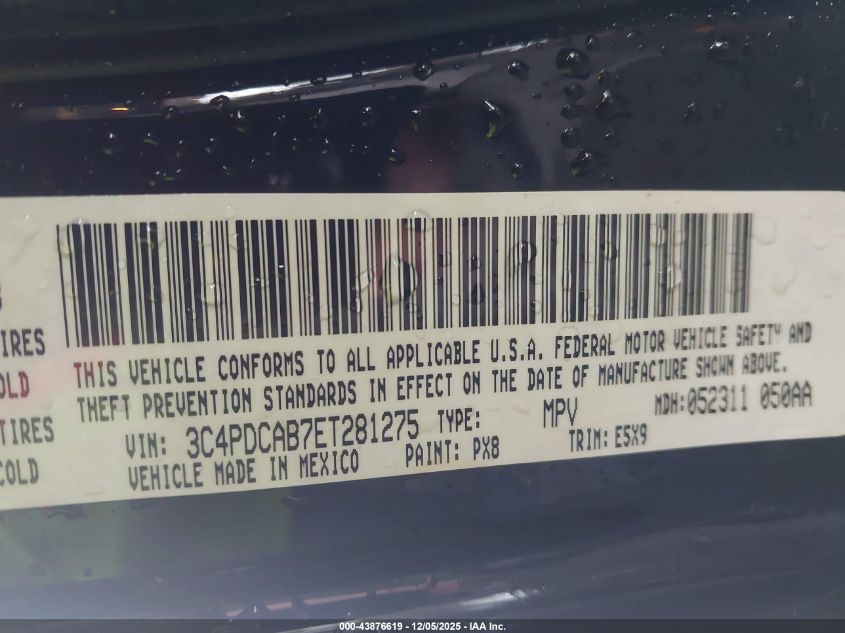 IRES
OLD
TIRES
COLD
THIS VEHICLE CONFORMS TO ALL APPLICABLE U.S.A. FEDERAL MOTOR VEHICLE SAFETY AND
THEFT PREVENTION STANDARDS IN EFFECT ON THE DATE OF MANUFACTURE SHOWN ABOVE.
VIN: 3C4PDCAB7ET281275 TYPE: MPV MDH:052311 050AA
VEHICLE MADE IN MEXICO PAINT: PX8 TRIM: E5X9
000-43876619 - 12/05/2025 - IAA Inc.